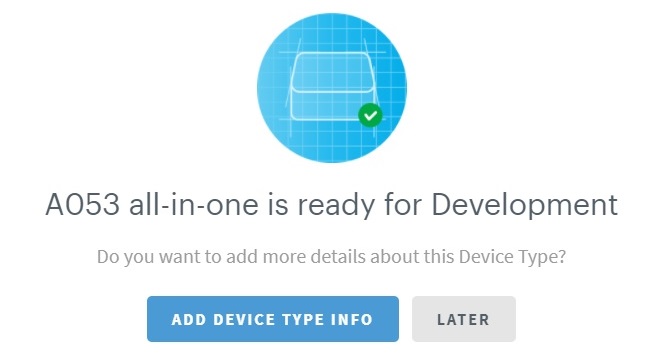 A053 all-in-one is ready for Development
Do you want to add more details about this Device Type?
ADD DEVICE TYPE INFO
LATER